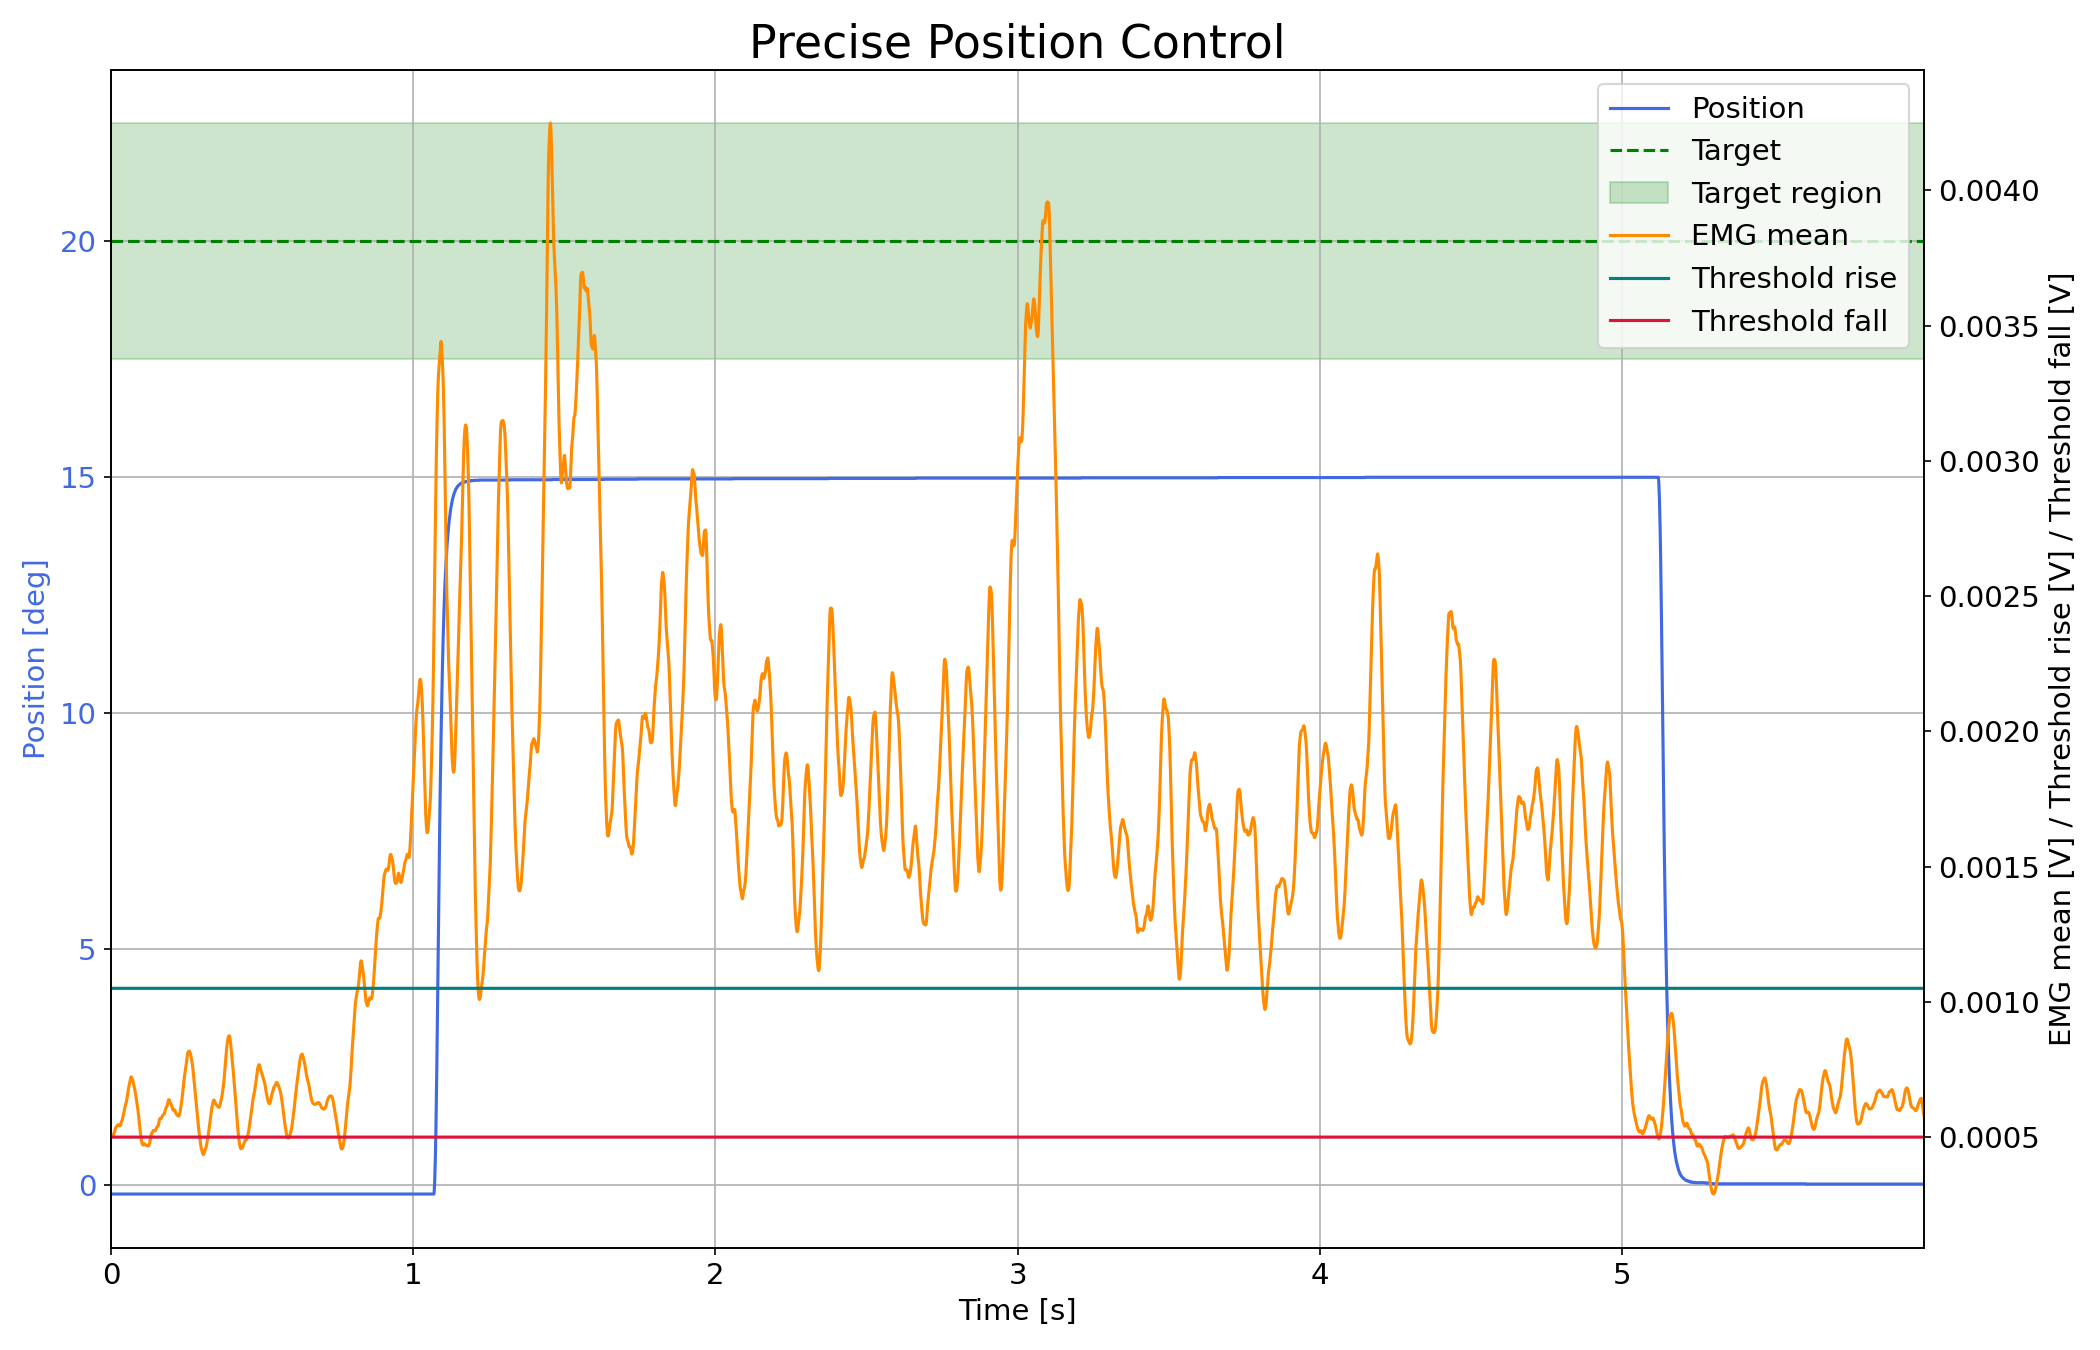 Precise Position Control
Position
Target
Target region
EMG mean
Threshold rise
Threshold fall
20
15
10
5
0
Position [deg]
0.0040
0.0035
0.0030
0.0025
0.0020
0.0015
0.0010
0.0005
EMG mean [V] / Threshold rise [V] / Threshold fall [V]
0 1 2 3 4 5
Time [s]